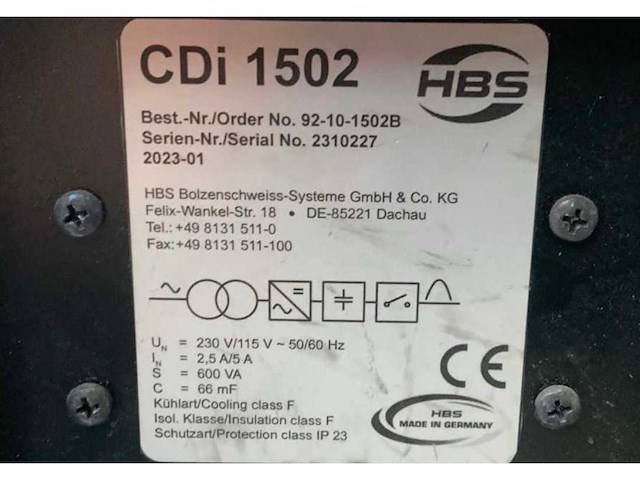 CDi 1502
HBS
Best.-Nr./Order No. 92-10-1502B
Serien-Nr./Serial No. 2310227
2023-01
HBS Bolzenschweiss-Systeme GmbH & Co. KG
Felix-Wankel-Str. 18 • DE-85221 Dachau
Tel.: +49 8131 511-0
Fax:+49 8131 511-100
U_N = 230 V/115 V ~ 50/60 Hz
I_N = 2,5 A/5 A
S = 600 VA
C = 66 mF
Kühlart/Cooling class F
Isol. Klasse/Insulation class F
Schutzart/Protection class IP 23
CE
HBS
MADE IN GERMANY